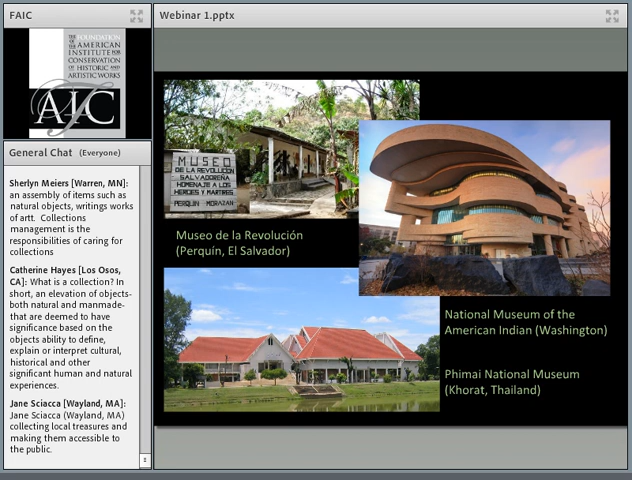 FAIC
THE FOUNDATION
OF THE AMERICAN
INSTITUTE FOR
CONSERVATION
OF HISTORIC AND
ARTISTIC WORKS
AIC
General Chat (Everyone)
Sherlyn Meiers [Warren, MN]:
an assembly of items such as
natural objects, writings works
of artt. Collections
management is the
responsibilities of caring for
collections
Catherine Hayes [Los Osos,
CA]: What is a collection? In
short, an elevation of objects-
both natural and manmade-
that are deemed to have
significance based on the
objects ability to define,
explain or interpret cultural,
historical and other
significant human and natural
experiences.
Jane Sciacca [Wayland, MA]:
Jane Sciacca (Wayland, MA)
collecting local treasures and
making them accessible to
the public.
Webinar 1.pptx
MUSEO
DE LA REVOLUCION
SALVADOREÑA
HOMENAJE A LOS
HEROES Y MARTIRES
PERQUIN - MORAZAN
Museo de la Revolución
(Perquín, El Salvador)
National Museum of the
American Indian (Washington)
Phimai National Museum
(Khorat, Thailand)